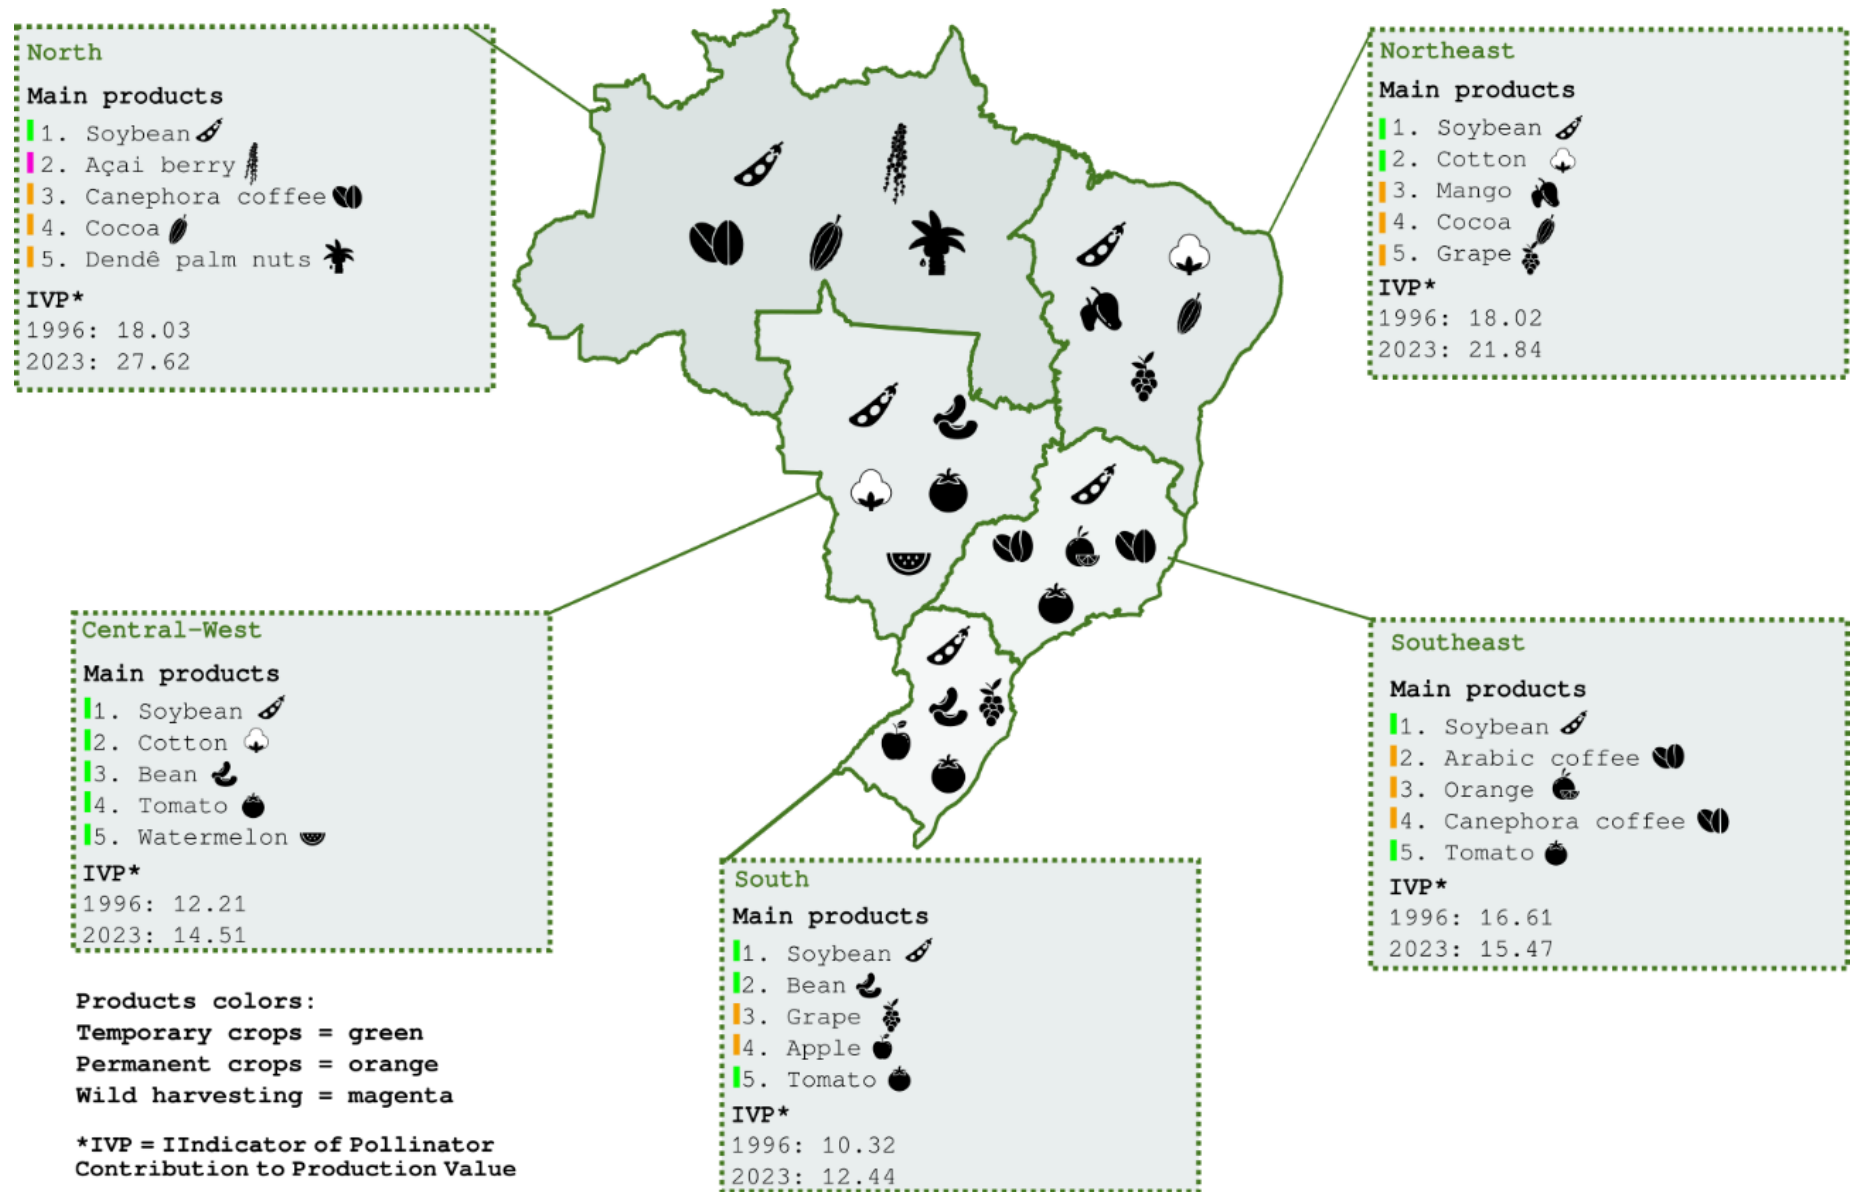 North
Main products
1. Soybean
2. Açai berry
3. Canephora coffee
4. Cocoa
5. Dendê palm nuts
IVP*
1996: 18.03
2023: 27.62
Northeast
Main products
1. Soybean
2. Cotton
3. Mango
4. Cocoa
5. Grape
IVP*
1996: 18.02
2023: 21.84
Central-West
Main products
1. Soybean
2. Cotton
3. Bean
4. Tomato
5. Watermelon
IVP*
1996: 12.21
2023: 14.51
Southeast
Main products
1. Soybean
2. Arabic coffee
3. Orange
4. Canephora coffee
5. Tomato
IVP*
1996: 16.61
2023: 15.47
South
Main products
1. Soybean
2. Bean
3. Grape
4. Apple
5. Tomato
IVP*
1996: 10.32
2023: 12.44
Products colors:
Temporary crops = green
Permanent crops = orange
Wild harvesting = magenta
*IVP = IIndicator of Pollinator
Contribution to Production Value